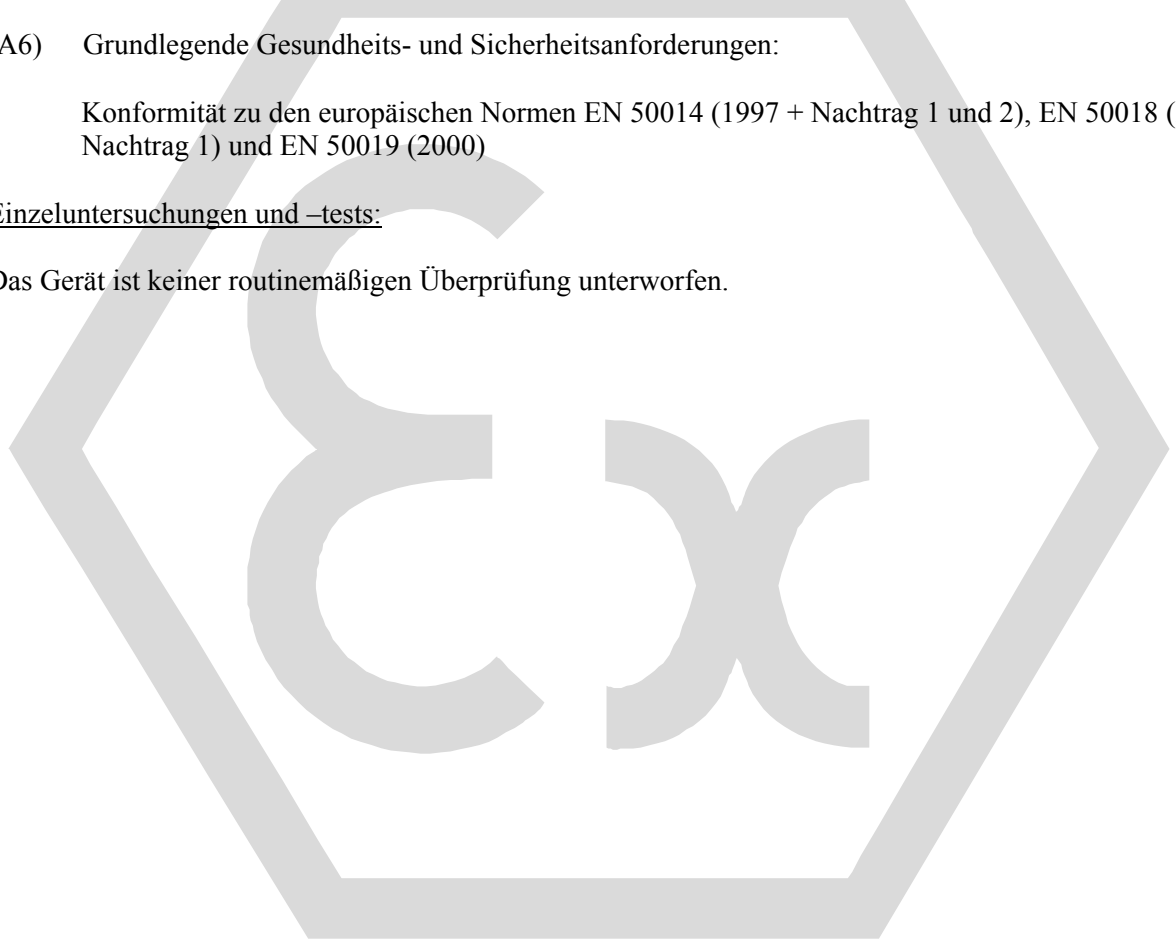 A6) Grundlegende Gesundheits- und Sicherheitsanforderungen:
Konformität zu den europäischen Normen EN 50014 (1997 + Nachtrag 1 und 2), EN 50018 (
Nachtrag 1) und EN 50019 (2000)
Einzeluntersuchungen und –tests:
Das Gerät ist keiner routinemäßigen Überprüfung unterworfen.
Ex